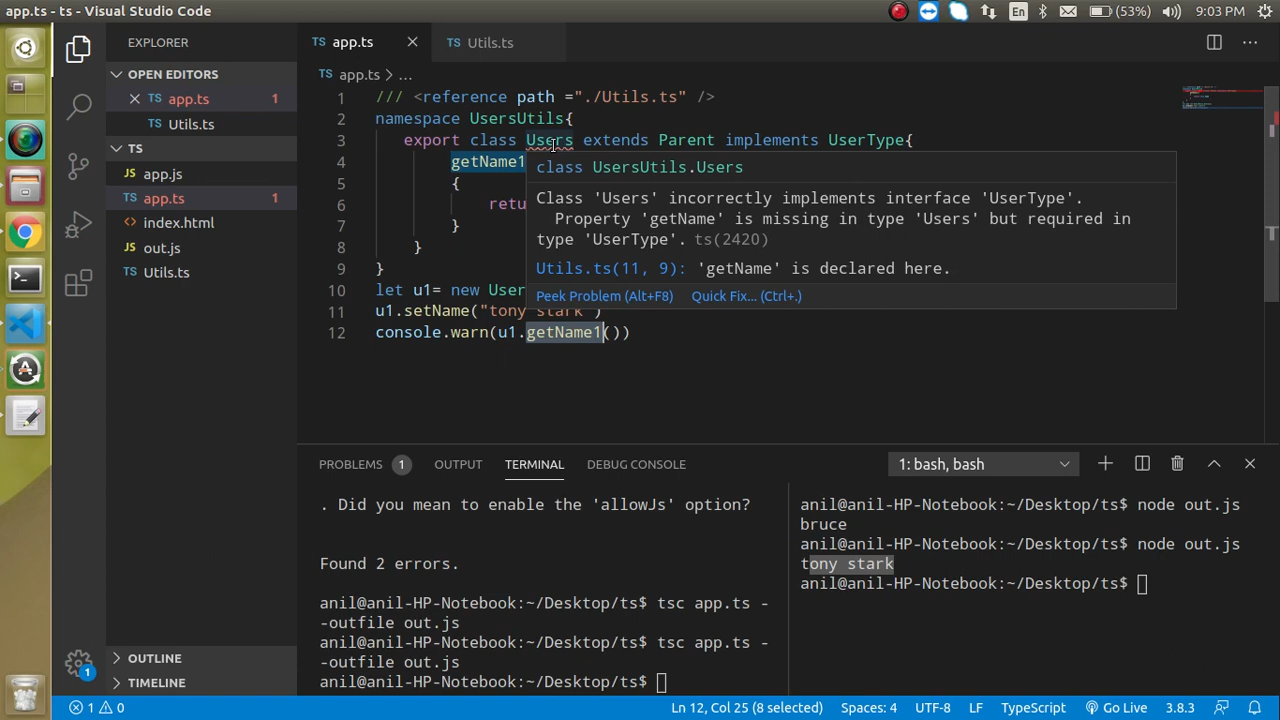 app.ts - ts - Visual Studio Code
En
(53%)
9:03 PM
EXPLORER
OPEN EDITORS
app.ts
1
TS Utils.ts
TS
JS app.js
TS app.ts
1
<> index.html
JS out.js
TS Utils.ts
OUTLINE
TIMELINE
1
TS app.ts
TS Utils.ts
TS app.ts > ...
1 /// <reference path ="./Utils.ts" />
2 namespace UsersUtils{
3 export class Users extends Parent implements UserType{
4 getName1
5 {
6 retu
7 }
8 }
9 }
10 let u1= new User
11 u1.setName("tony stark")
12 console.warn(u1.getName1())
class UsersUtils.Users
Class 'Users' incorrectly implements interface 'UserType'.
Property 'getName' is missing in type 'Users' but required in
type 'UserType'. ts(2420)
Utils.ts(11, 9): 'getName' is declared here.
Peek Problem (Alt+F8) Quick Fix... (Ctrl+.)
PROBLEMS 1 OUTPUT TERMINAL DEBUG CONSOLE
1: bash, bash
. Did you mean to enable the 'allowJs' option?
Found 2 errors.
anil@anil-HP-Notebook:~/Desktop/ts$ tsc app.ts -
-outfile out.js
anil@anil-HP-Notebook:~/Desktop/ts$ tsc app.ts -
-outfile out.js
anil@anil-HP-Notebook:~/Desktop/ts$
anil@anil-HP-Notebook:~/Desktop/ts$ node out.js
bruce
anil@anil-HP-Notebook:~/Desktop/ts$ node out.js
tony stark
anil@anil-HP-Notebook:~/Desktop/ts$
1 0
Ln 12, Col 25 (8 selected)
Spaces: 4
UTF-8
LF
TypeScript
Go Live
3.8.3